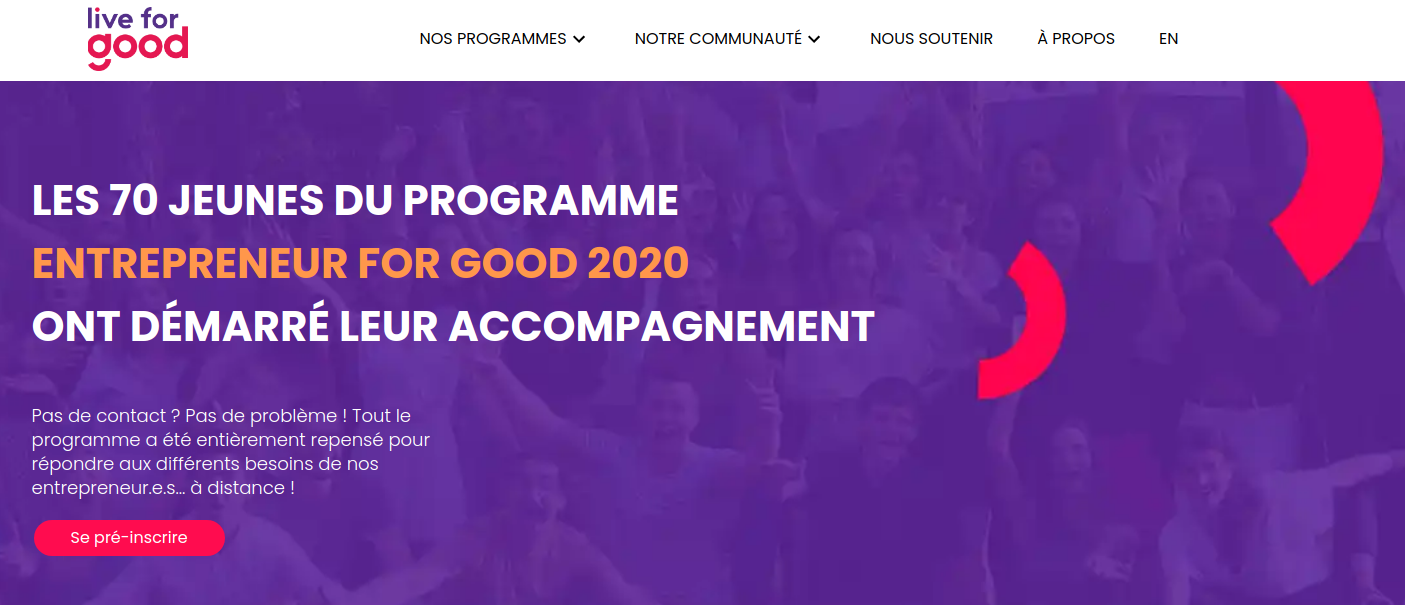 live for
good
NOS PROGRAMMES
NOTRE COMMUNAUTÉ
NOUS SOUTENIR
À PROPOS
EN
LES 70 JEUNES DU PROGRAMME
ENTREPRENEUR FOR GOOD 2020
ONT DÉMARRÉ LEUR ACCOMPAGNEMENT
Pas de contact ? Pas de problème ! Tout le
programme a été entièrement repensé pour
répondre aux différents besoins de nos
entrepreneur.e.s... à distance !
Se pré-inscrire